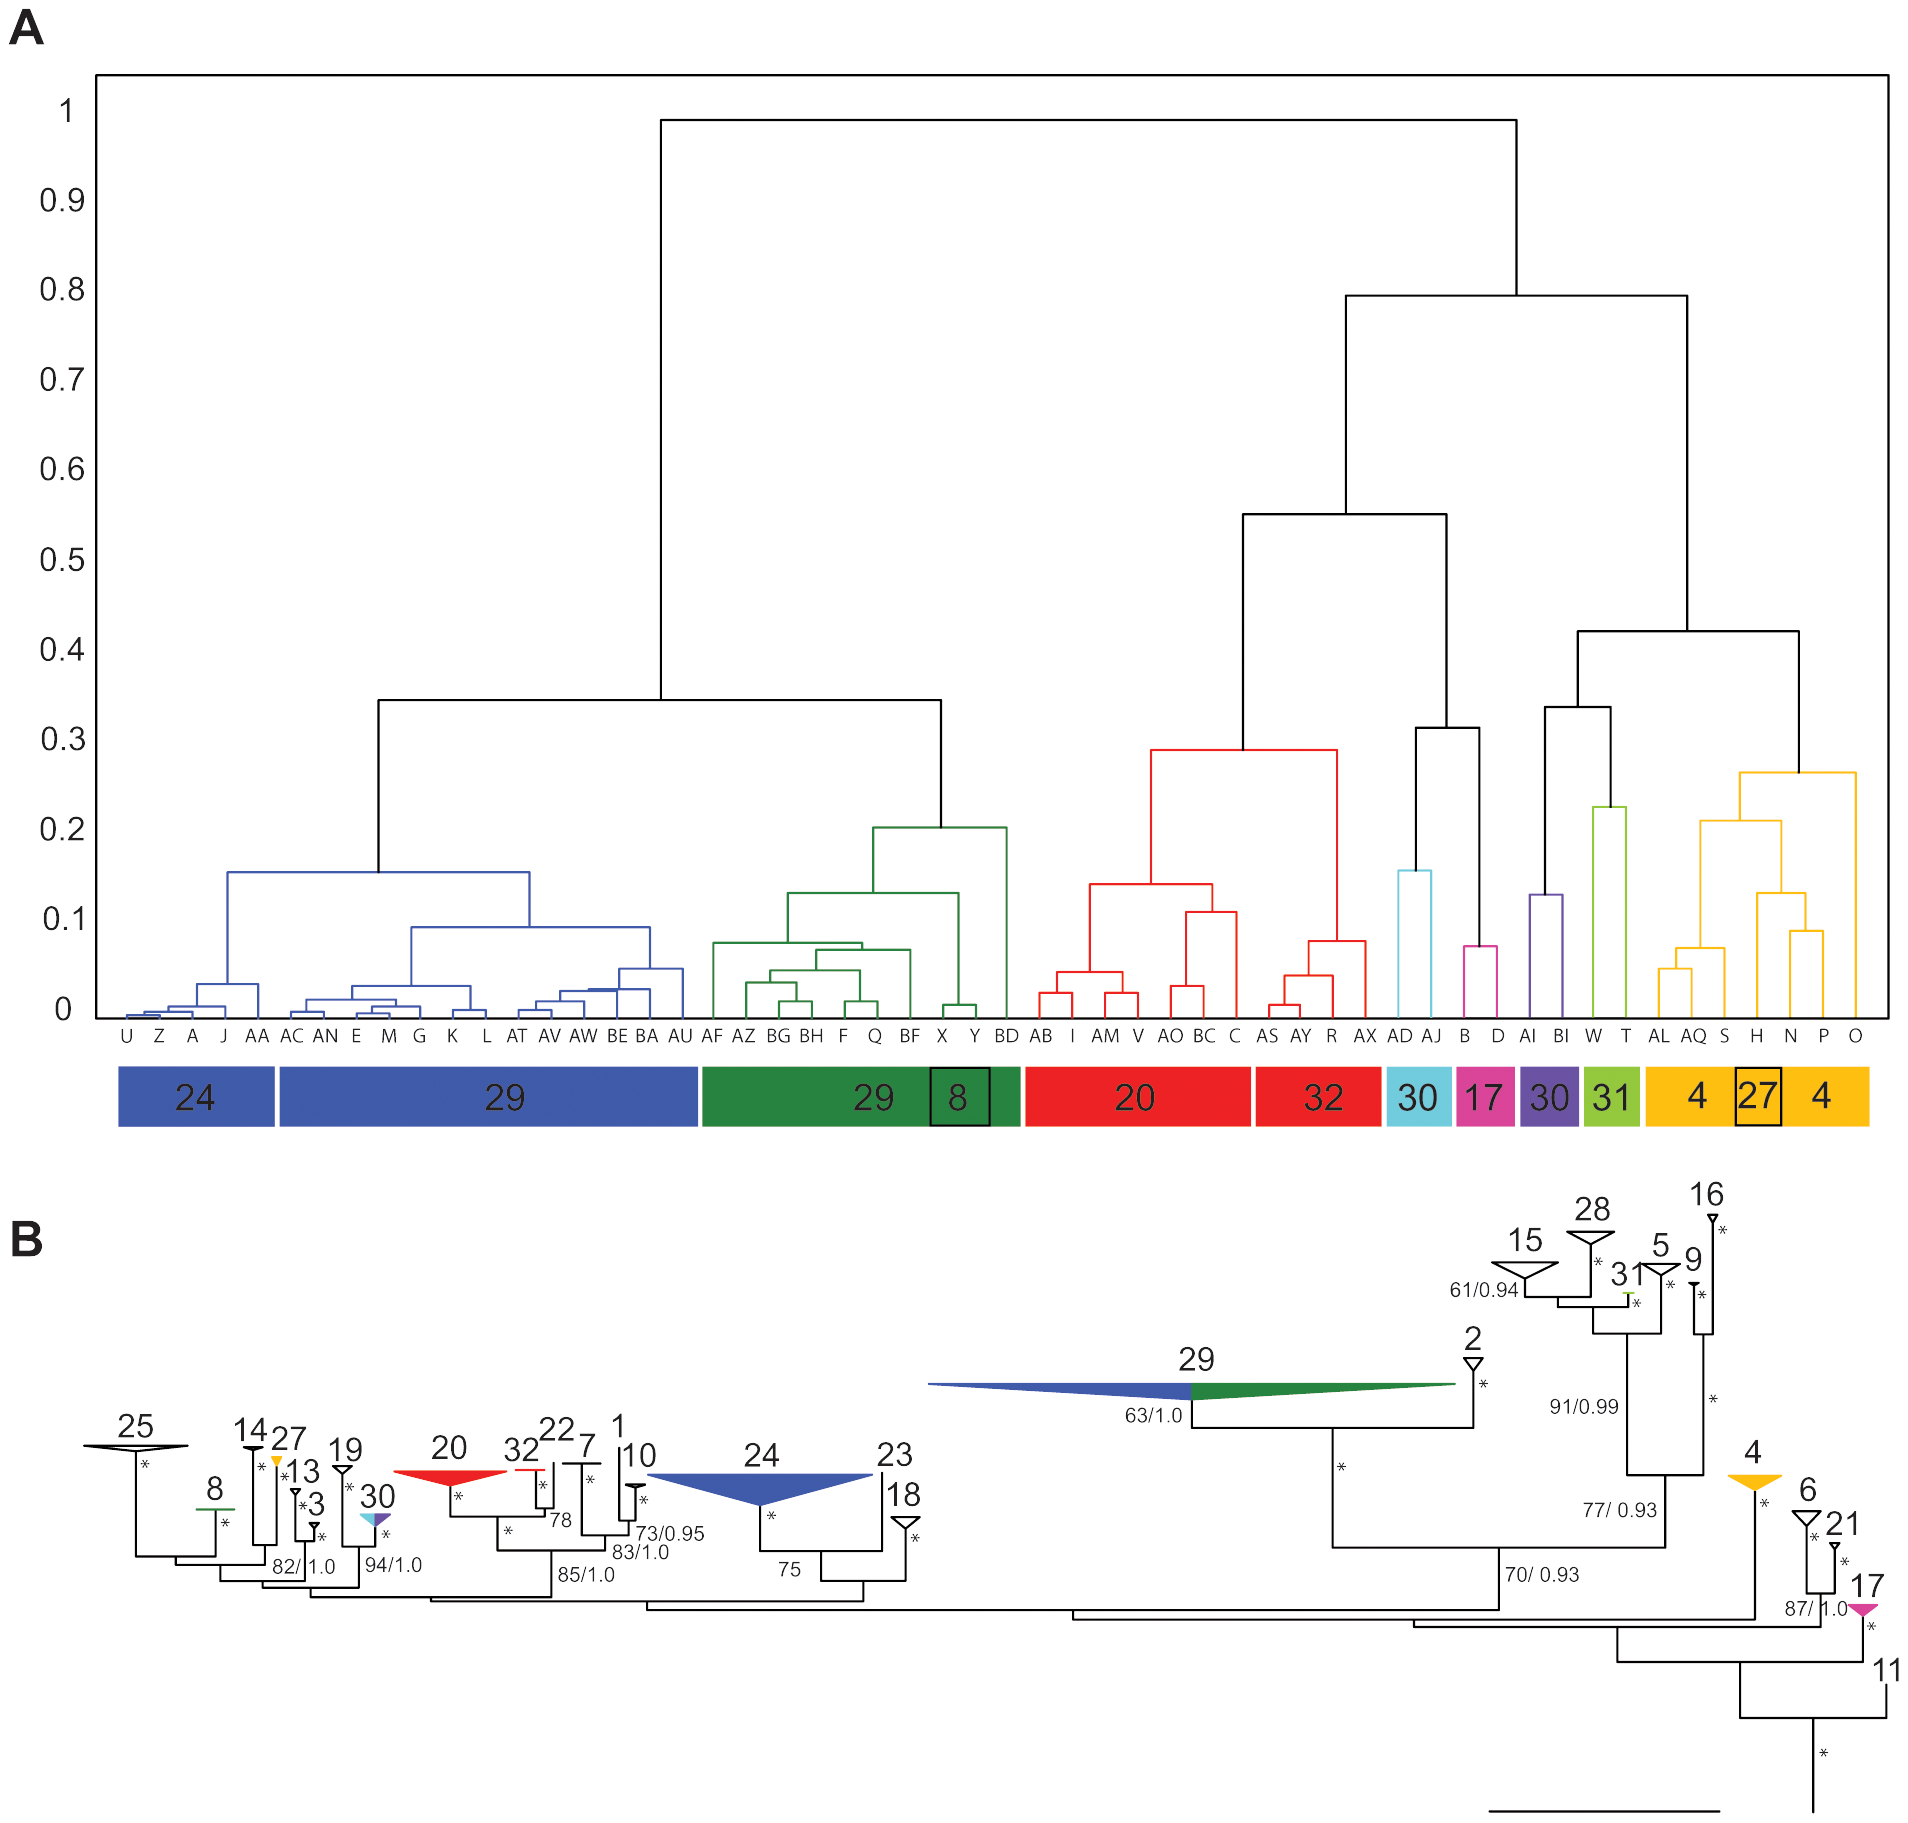 A
1
0.9
0.8
0.7
0.6
0.5
0.4
0.3
0.2
0.1
0
U Z A J AA AC AN E M G K L AT AV AW BE BA AU AF AZ BG BH F Q BF X Y BD AB I AM V AO BC C AS AY R AX AD AJ B D AI BI W T AL AQ S H N P O
24 29 29 8 20 32 30 17 30 31 4 27 4
B
16
*
28
15 * 5 9
31 * *
61/0.94 *
2
29 *
63/1.0 91/0.99 *
25 14 27 19 20 32 22 7 1 10 24 23 4
* * * 13 * * * * * * 18 * *
8 * 3 30 6
* * * 78 * * 77/ 0.93 * 21
* 73/0.95 *
82/ 1.0 94/1.0 83/1.0
85/1.0 75 70/ 0.93 17
87/ 1.0 *
11
*